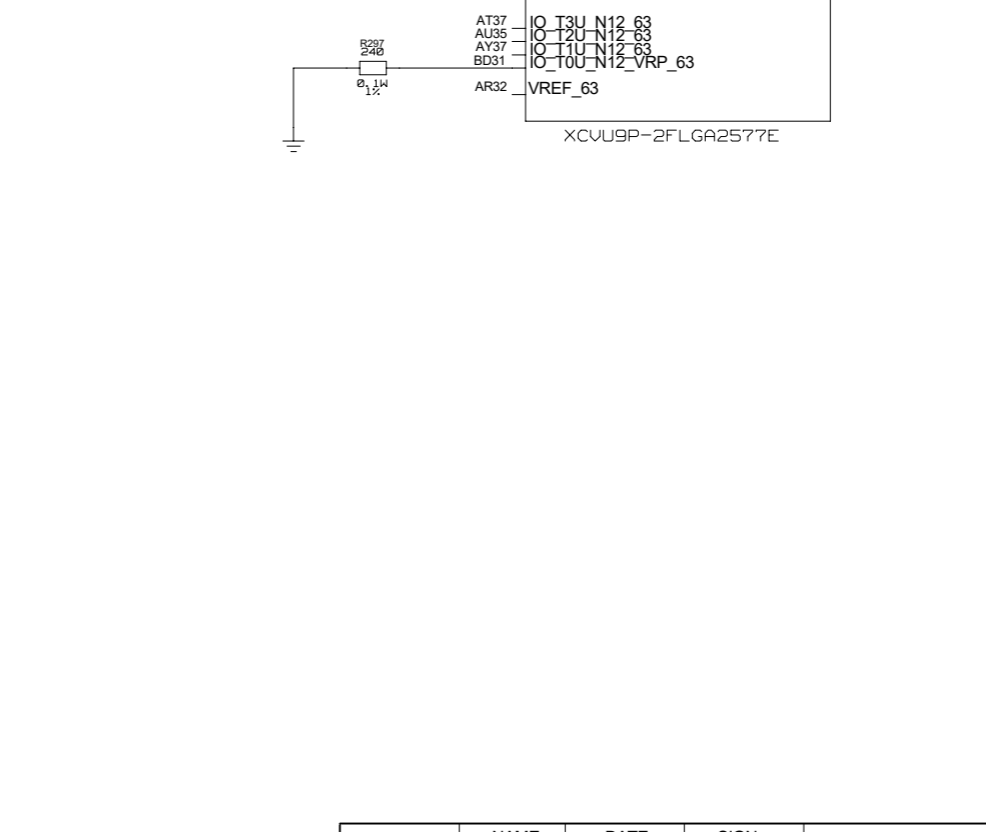 AT37 IO_T3U_N12_63
AU35 IO_T2U_N12_63
AY37 IO_T1U_N12_63
BD31 IO_T0U_N12_VRP_63
R297
240
0.1W
1%
AR32 VREF_63
XCVU9P-2FLGA2577E
NAME DATE SIGN